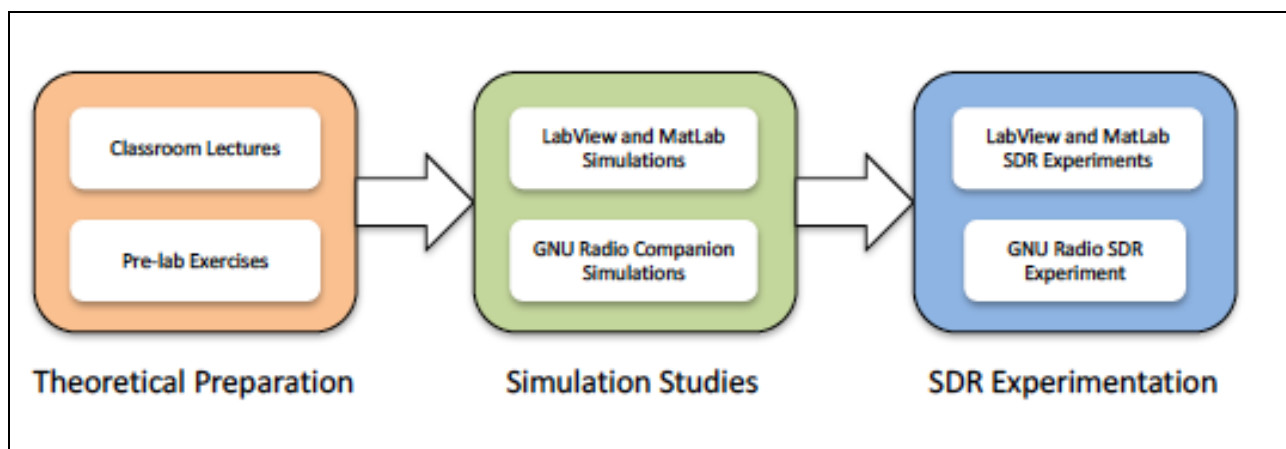 Classroom Lectures
Pre-lab Exercises
Theoretical Preparation
LabView and MatLab
Simulations
GNU Radio Companion
Simulations
Simulation Studies
LabView and MatLab
SDR Experiments
GNU Radio SDR
Experiment
SDR Experimentation